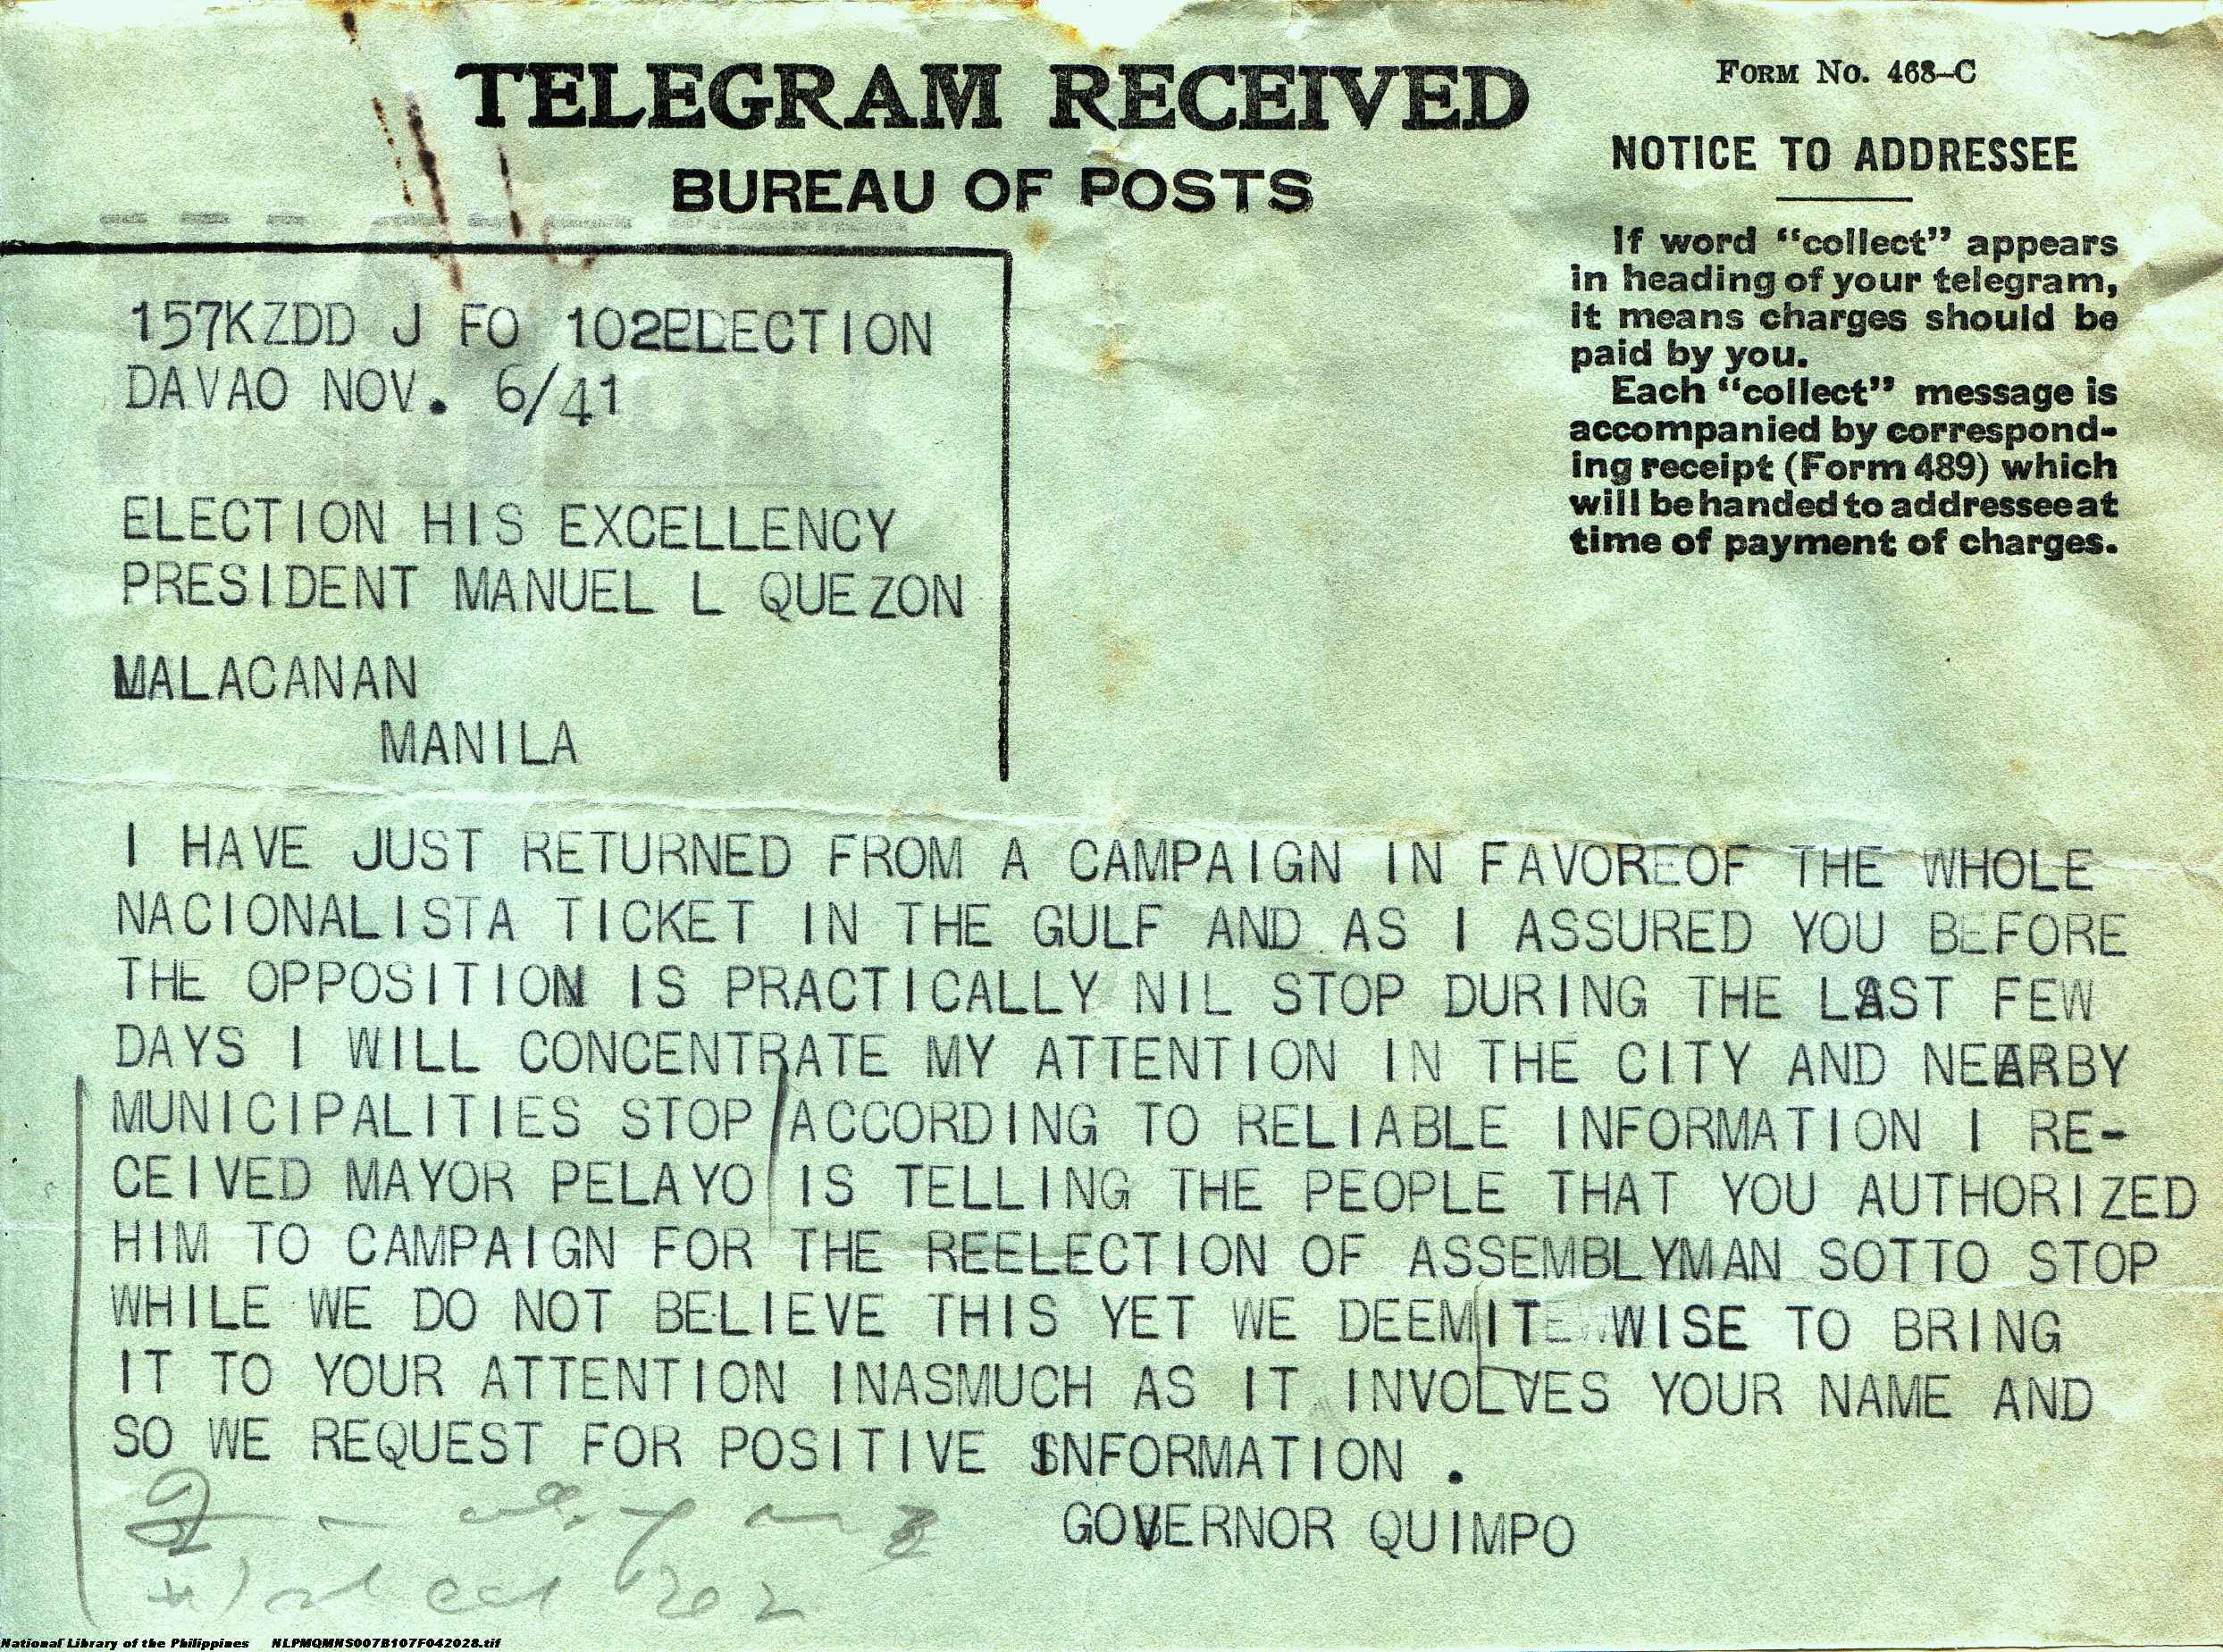 TELEGRAM RECEIVED
BUREAU OF POSTS
FORM NO. 468-C
NOTICE TO ADDRESSEE
If word "collect" appears
in heading of your telegram,
it means charges should be
paid by you.
Each "collect" message is
accompanied by correspond-
ing receipt (Form 489) which
will be handed to addressee at
time of payment of charges.
157KZDD J FO 102ELECTION
DAVAO NOV. 6/41
ELECTION HIS EXCELLENCY
PRESIDENT MANUEL L QUEZON
MALACANAN
MANILA
I HAVE JUST RETURNED FROM A CAMPAIGN IN FAVOREOF THE WHOLE
NACIONALISTA TICKET IN THE GULF AND AS I ASSURED YOU BEFORE
THE OPPOSITION IS PRACTICALLY NIL STOP DURING THE LAST FEW
DAYS I WILL CONCENTRATE MY ATTENTION IN THE CITY AND NEARBY
MUNICIPALITIES STOP ACCORDING TO RELIABLE INFORMATION I RE-
CEIVED MAYOR PELAYO IS TELLING THE PEOPLE THAT YOU AUTHORIZED
HIM TO CAMPAIGN FOR THE REELECTION OF ASSEMBLYMAN SOTTO STOP
WHILE WE DO NOT BELIEVE THIS YET WE DEEM IT WISE TO BRING
IT TO YOUR ATTENTION INASMUCH AS IT INVOLVES YOUR NAME AND
SO WE REQUEST FOR POSITIVE INFORMATION .
GOVERNOR QUIMPO
National Library of the Philippines NLPMQMNS007B107F042028.tif